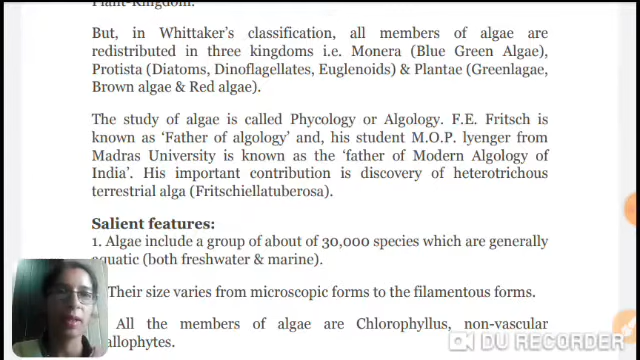 Plant-Kingdom.
But, in Whittaker's classification, all members of algae are
redistributed in three kingdoms i.e. Monera (Blue Green Algae),
Protista (Diatoms, Dinoflagellates, Euglenoids) & Plantae (Greenlagae,
Brown algae & Red algae).
The study of algae is called Phycology or Algology. F.E. Fritsch is
known as 'Father of algology' and, his student M.O.P. lyenger from
Madras University is known as the 'father of Modern Algology of
India'. His important contribution is discovery of heterotrichous
terrestrial alga (Fritschiellatuberosa).
Salient features:
1. Algae include a group of about of 30,000 species which are generally
aquatic (both freshwater & marine).
Their size varies from microscopic forms to the filamentous forms.
All the members of algae are Chlorophyllus, non-vascular
allophytes.
DU RECORDER